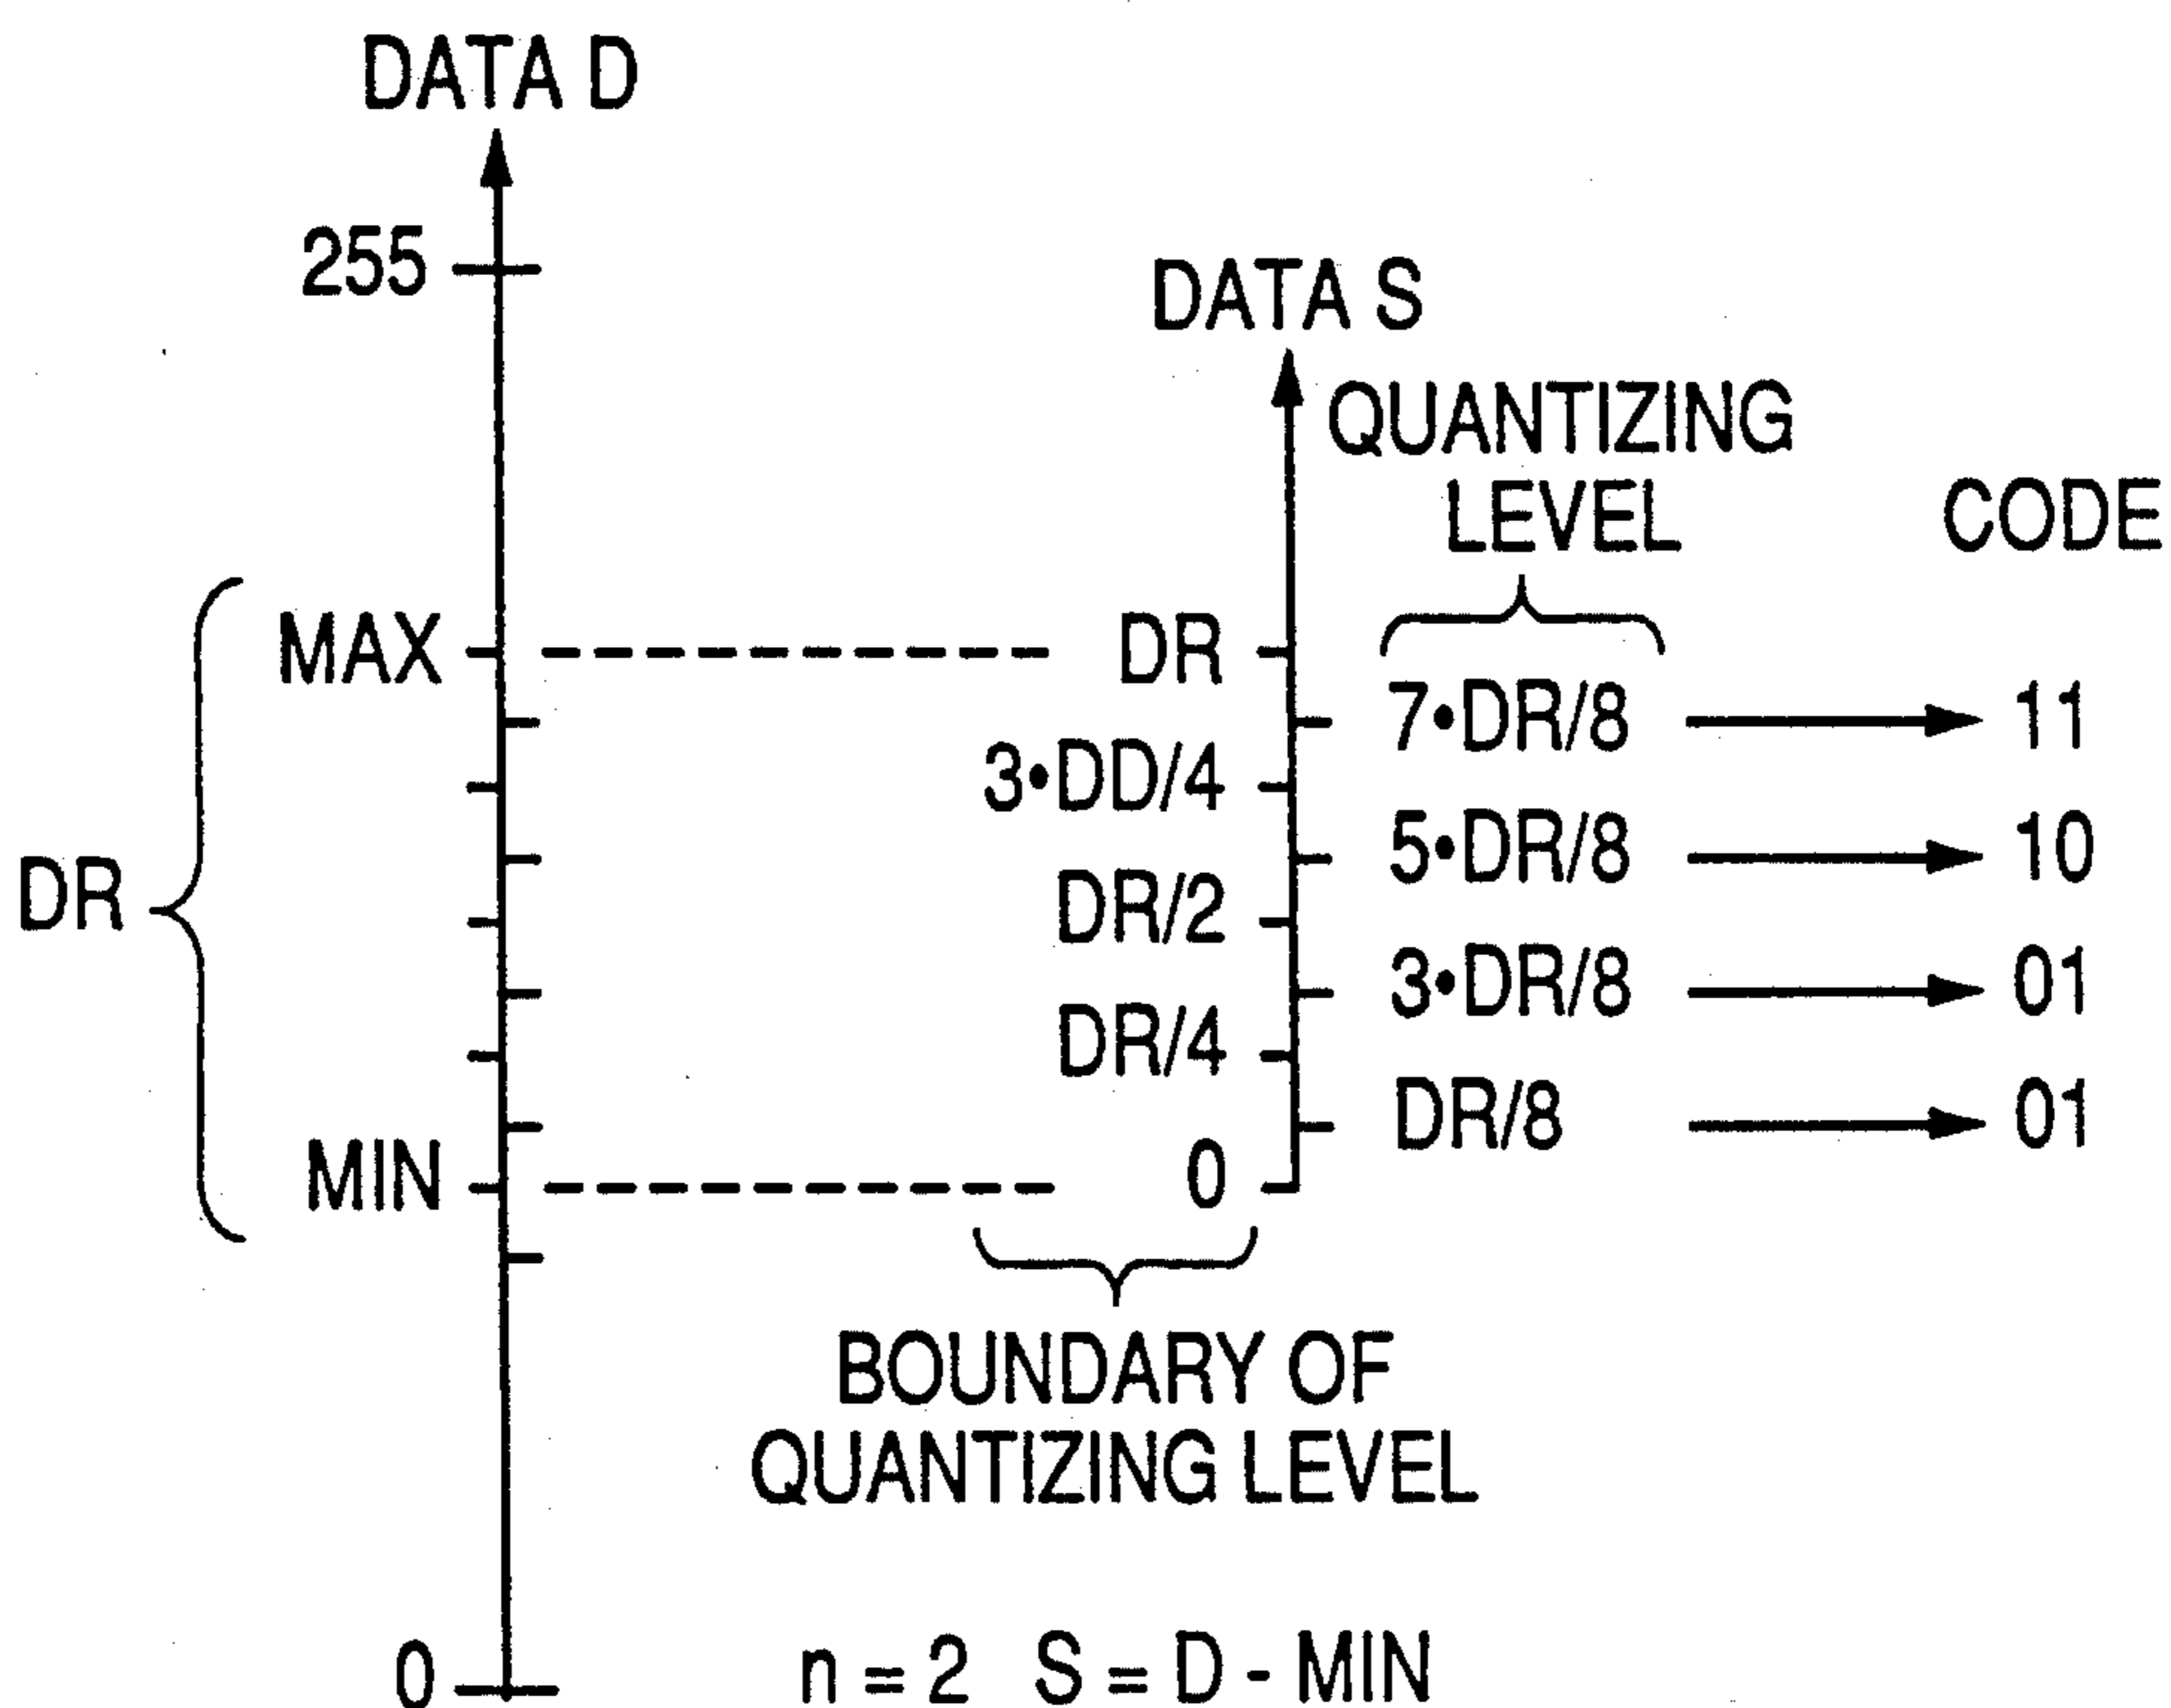 DATA D
255
DATA S
QUANTIZING
LEVEL
CODE
MAX
DR
7•DR/8
11
3•DD/4
5•DR/8
10
DR
DR/2
3•DR/8
01
DR/4
DR/8
01
MIN
0
BOUNDARY OF
QUANTIZING LEVEL
0
n = 2 S = D - MIN